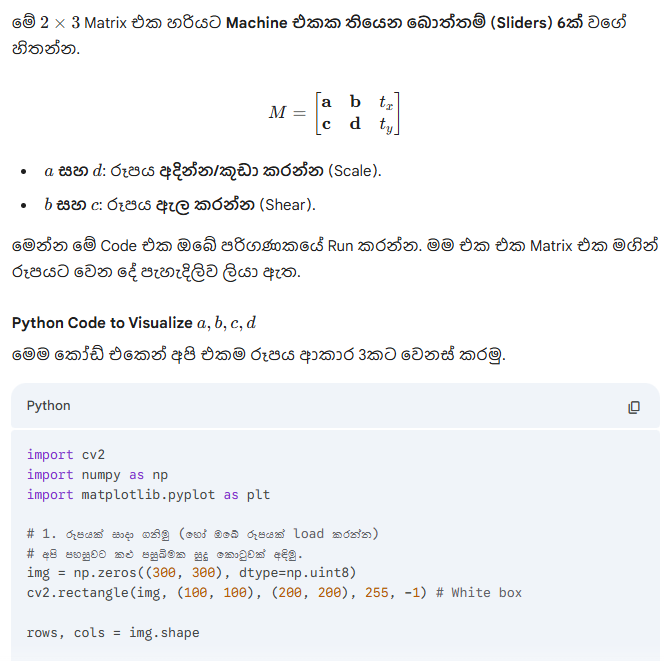 මේ 2 × 3 Matrix එක හරියට Machine එකක තියෙන බොත්තම් (Sliders) 6ක් වගේ
හිතන්න.
M = [a b t_x
c d t_y]
• a සහ d: රූපය අදින්න/කුඩා කරන්න (Scale).
• b සහ c: රූපය ඇල කරන්න (Shear).
මෙන්න මේ Code එක ඔබේ පරිගණකයේ Run කරන්න. මම එක එක Matrix එක මගින්
රූපයට වෙන දේ පැහැදිලිව ලියා ඇත.
Python Code to Visualize a, b, c, d
මෙම කෝඩ් එකෙන් අපි එකම රූපය ආකාර 3කට වෙනස් කරමු.
Python
import cv2
import numpy as np
import matplotlib.pyplot as plt
# 1. රූපයක් සාදා ගනිමු (හෝ ඔබේ රූපයක් load කරන්න)
# අපි පහසුවට කළු පසුබිමක සුදු කොටුවක් අඳිමු.
img = np.zeros((300, 300), dtype=np.uint8)
cv2.rectangle(img, (100, 100), (200, 200), 255, -1) # White box
rows, cols = img.shape